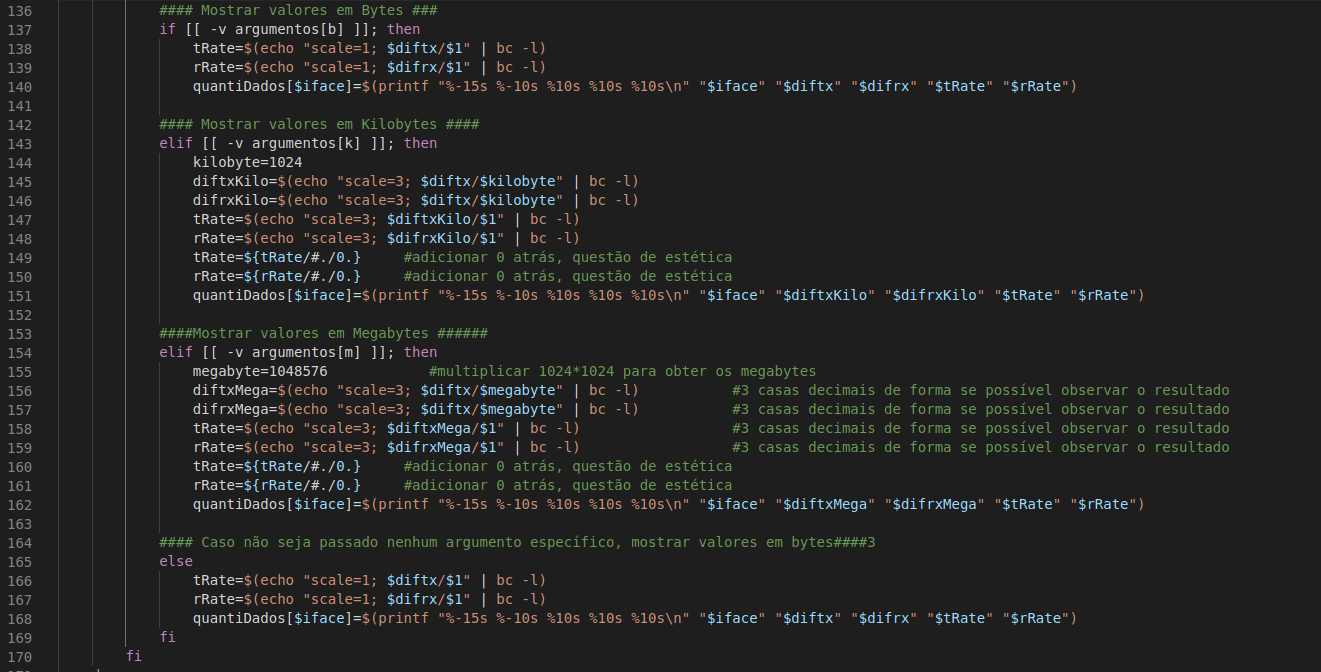 136 #### Mostrar valores em Bytes ###
137 if [[ -v argumentos[b] ]]; then
138 tRate=$(echo "scale=1; $diftx/$1" | bc -l)
139 rRate=$(echo "scale=1; $difrx/$1" | bc -l)
140 quantiDados[$iface]=$(printf "%-15s %-10s %10s %10s %10s\n" "$iface" "$diftx" "$difrx" "$tRate" "$rRate")
141
142 #### Mostrar valores em Kilobytes ####
143 elif [[ -v argumentos[k] ]]; then
144 kilobyte=1024
145 diftxKilo=$(echo "scale=3; $diftx/$kilobyte" | bc -l)
146 difrxKilo=$(echo "scale=3; $diftx/$kilobyte" | bc -l)
147 tRate=$(echo "scale=3; $diftxKilo/$1" | bc -l)
148 rRate=$(echo "scale=3; $difrxKilo/$1" | bc -l)
149 tRate=${tRate/#./0.} #adicionar 0 atrás, questão de estética
150 rRate=${rRate/#./0.} #adicionar 0 atrás, questão de estética
151 quantiDados[$iface]=$(printf "%-15s %-10s %10s %10s %10s\n" "$iface" "$diftxKilo" "$difrxKilo" "$tRate" "$rRate")
152
153 ####Mostrar valores em Megabytes ######
154 elif [[ -v argumentos[m] ]]; then
155 megabyte=1048576 #multiplicar 1024*1024 para obter os megabytes
156 diftxMega=$(echo "scale=3; $diftx/$megabyte" | bc -l) #3 casas decimais de forma se possível observar o resultado
157 difrxMega=$(echo "scale=3; $diftx/$megabyte" | bc -l) #3 casas decimais de forma se possível observar o resultado
158 tRate=$(echo "scale=3; $diftxMega/$1" | bc -l) #3 casas decimais de forma se possível observar o resultado
159 rRate=$(echo "scale=3; $difrxMega/$1" | bc -l) #3 casas decimais de forma se possível observar o resultado
160 tRate=${tRate/#./0.} #adicionar 0 atrás, questão de estética
161 rRate=${rRate/#./0.} #adicionar 0 atrás, questão de estética
162 quantiDados[$iface]=$(printf "%-15s %-10s %10s %10s %10s\n" "$iface" "$diftxMega" "$difrxMega" "$tRate" "$rRate")
163
164 #### Caso não seja passado nenhum argumento específico, mostrar valores em bytes####3
165 else
166 tRate=$(echo "scale=1; $diftx/$1" | bc -l)
167 rRate=$(echo "scale=1; $difrx/$1" | bc -l)
168 quantiDados[$iface]=$(printf "%-15s %-10s %10s %10s %10s\n" "$iface" "$diftx" "$difrx" "$tRate" "$rRate")
169 fi
170 fi